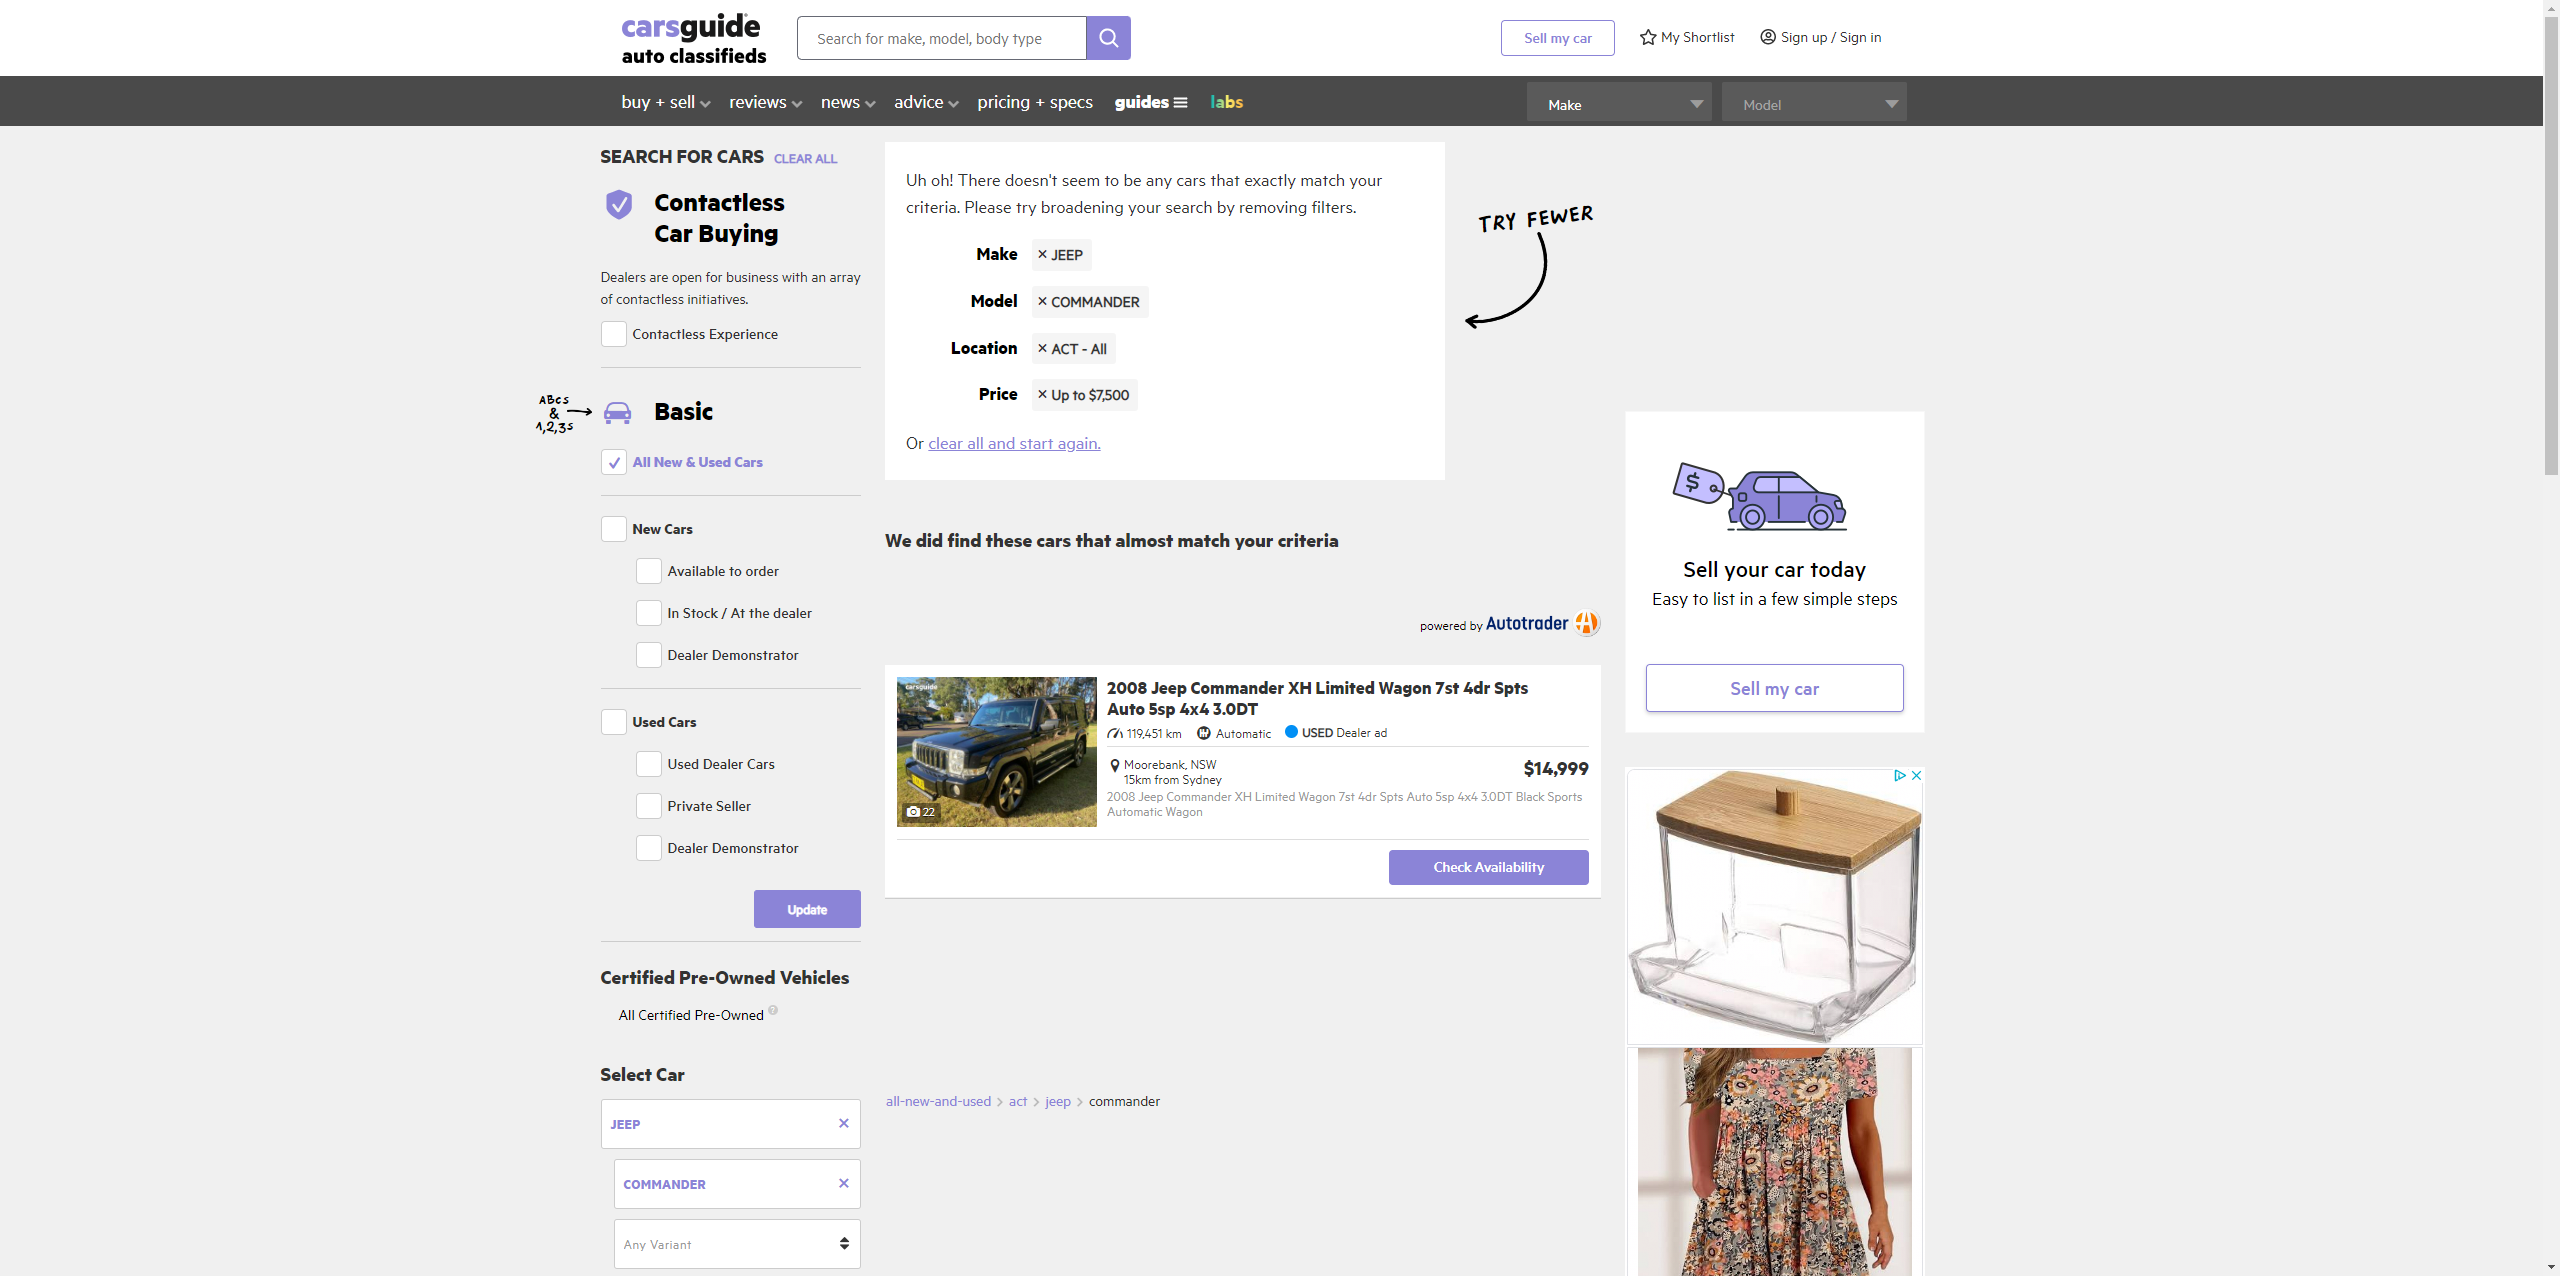 carsguide
auto classifieds
Search for make, model, body type
Sell my car
My Shortlist
Sign up / Sign in
buy + sell
reviews
news
advice
pricing + specs
guides
labs
Make
Model
SEARCH FOR CARS CLEAR ALL
Contactless
Car Buying
Dealers are open for business with an array
of contactless initiatives.
Contactless Experience
ABCs
&
1,2,3s
Basic
All New & Used Cars
New Cars
Available to order
In Stock / At the dealer
Dealer Demonstrator
Used Cars
Used Dealer Cars
Private Seller
Dealer Demonstrator
Update
Certified Pre-Owned Vehicles
All Certified Pre-Owned ?
Select Car
JEEP ×
COMMANDER ×
Any Variant
Uh oh! There doesn't seem to be any cars that exactly match your
criteria. Please try broadening your search by removing filters.
Make × JEEP
Model × COMMANDER
Location × ACT - All
Price × Up to $7,500
Or clear all and start again.
TRY FEWER
We did find these cars that almost match your criteria
powered by Autotrader
carsguide
22
2008 Jeep Commander XH Limited Wagon 7st 4dr Spts
Auto 5sp 4x4 3.0DT
119,451 km Automatic USED Dealer ad
Moorebank, NSW
15km from Sydney
$14,999
2008 Jeep Commander XH Limited Wagon 7st 4dr Spts Auto 5sp 4x4 3.0DT Black Sports
Automatic Wagon
Check Availability
all-new-and-used > act > jeep > commander
$
Sell your car today
Easy to list in a few simple steps
Sell my car